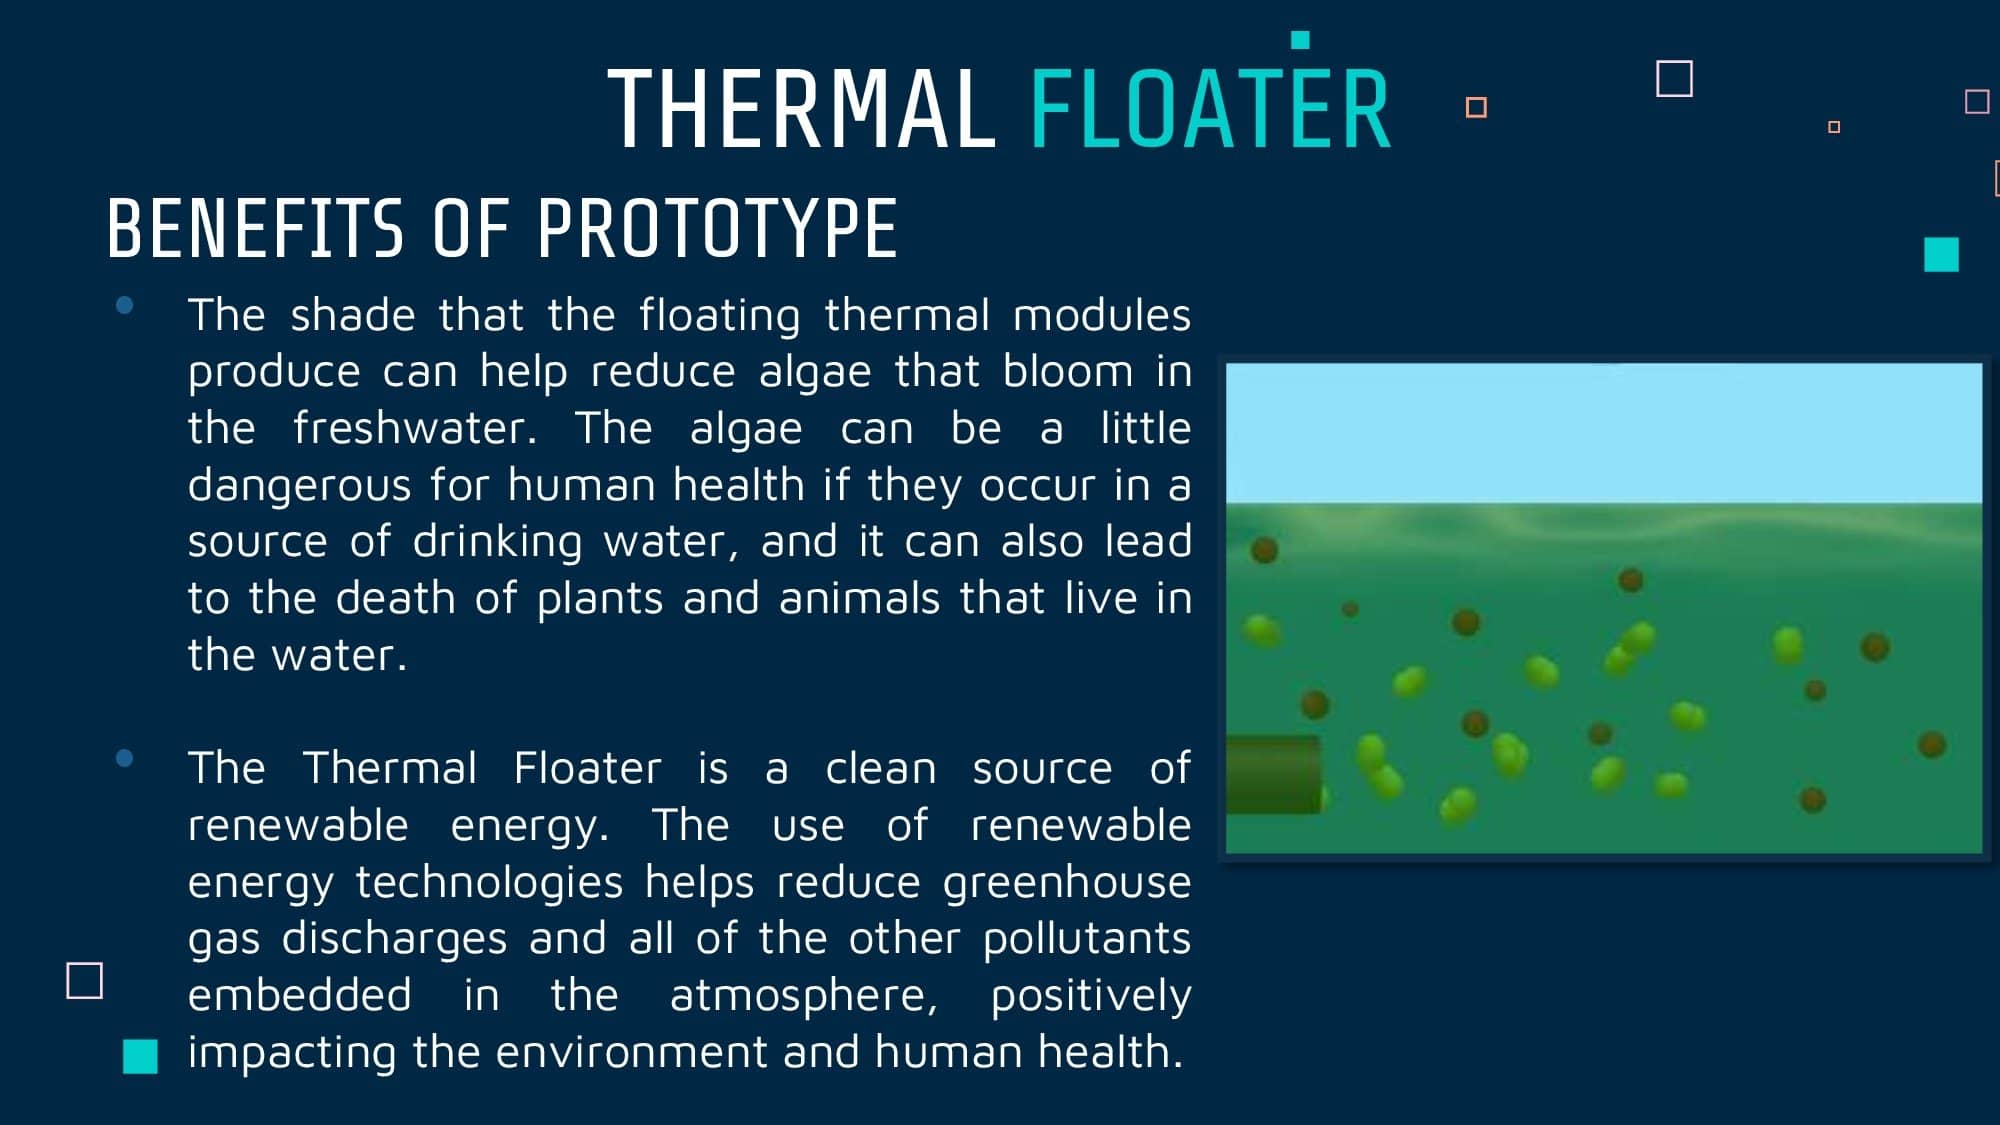 THERMAL FLOATER
BENEFITS OF PROTOTYPE
• The shade that the floating thermal modules
produce can help reduce algae that bloom in
the freshwater. The algae can be a little
dangerous for human health if they occur in a
source of drinking water, and it can also lead
to the death of plants and animals that live in
the water.
• The Thermal Floater is a clean source of
renewable energy. The use of renewable
energy technologies helps reduce greenhouse
gas discharges and all of the other pollutants
embedded in the atmosphere, positively
impacting the environment and human health.